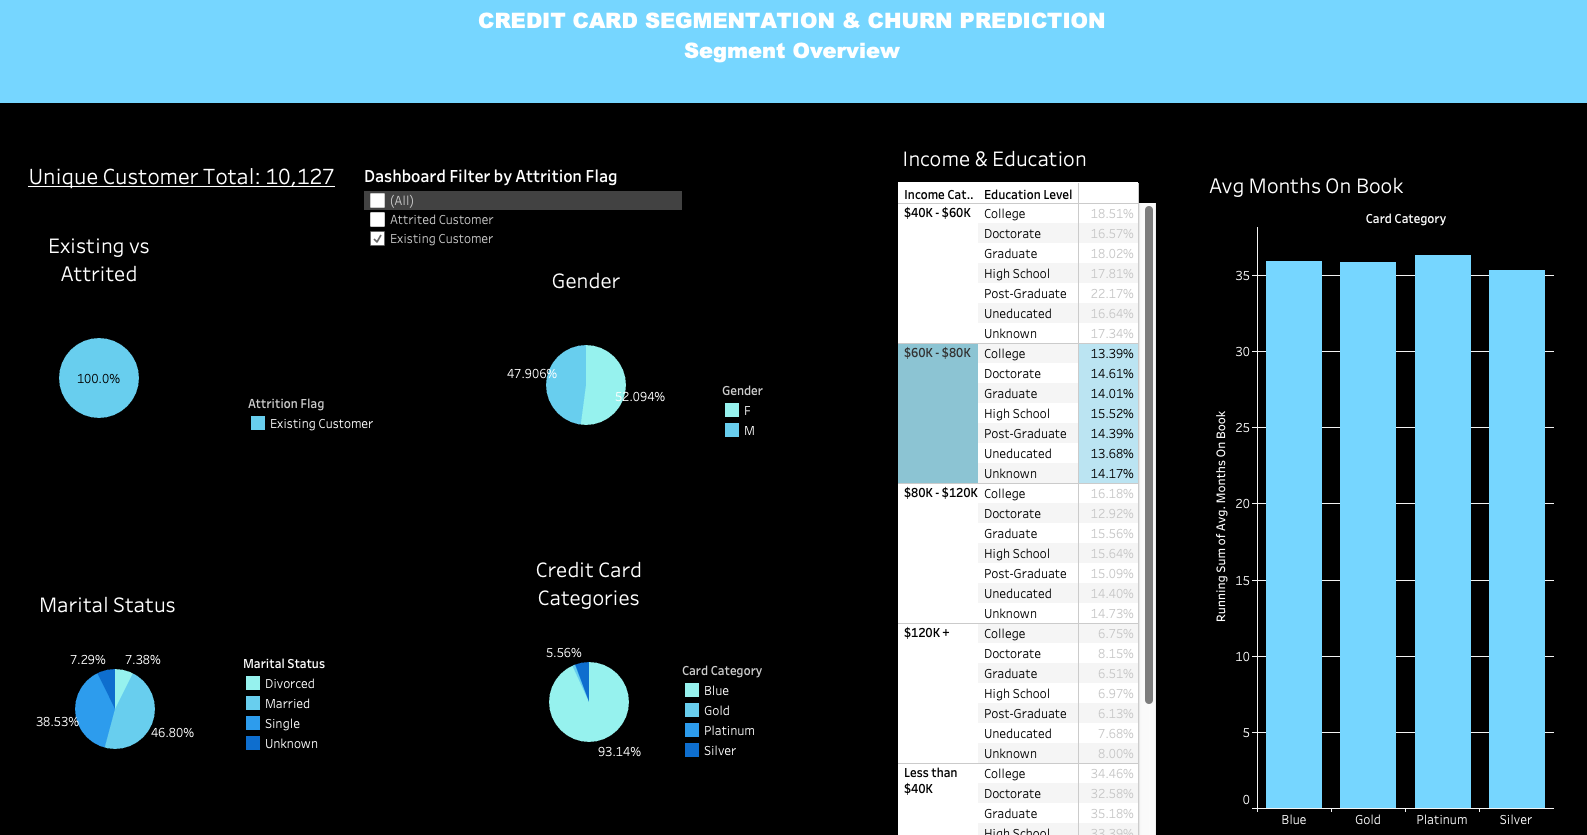 CREDIT CARD SEGMENTATION & CHURN PREDICTION
Segment Overview
Unique Customer Total: 10,127
Dashboard Filter by Attrition Flag
(All)
Attrited Customer
Existing Customer
Existing vs
Attrited
100.0%
Attrition Flag
Existing Customer
Gender
47.906%
52.094%
Gender
F
M
Marital Status
7.29%
7.38%
38.53%
46.80%
Marital Status
Divorced
Married
Single
Unknown
Credit Card
Categories
5.56%
93.14%
Card Category
Blue
Gold
Platinum
Silver
Income & Education
Income Cat.. Education Level
$40K - $60K College 18.51%
Doctorate 16.57%
Graduate 18.02%
High School 17.81%
Post-Graduate 22.17%
Uneducated 16.64%
Unknown 17.34%
$60K - $80K College 13.39%
Doctorate 14.61%
Graduate 14.01%
High School 15.52%
Post-Graduate 14.39%
Uneducated 13.68%
Unknown 14.17%
$80K - $120K College 16.18%
Doctorate 12.92%
Graduate 15.56%
High School 15.64%
Post-Graduate 15.09%
Uneducated 14.40%
Unknown 14.73%
$120K + College 6.75%
Doctorate 8.15%
Graduate 6.51%
High School 6.97%
Post-Graduate 6.13%
Uneducated 7.68%
Unknown 8.00%
Less than College 34.46%
$40K Doctorate 32.58%
Graduate 35.18%
High School 33.39%
Avg Months On Book
Card Category
Running Sum of Avg. Months On Book
35
30
25
20
15
10
5
0
Blue Gold Platinum Silver